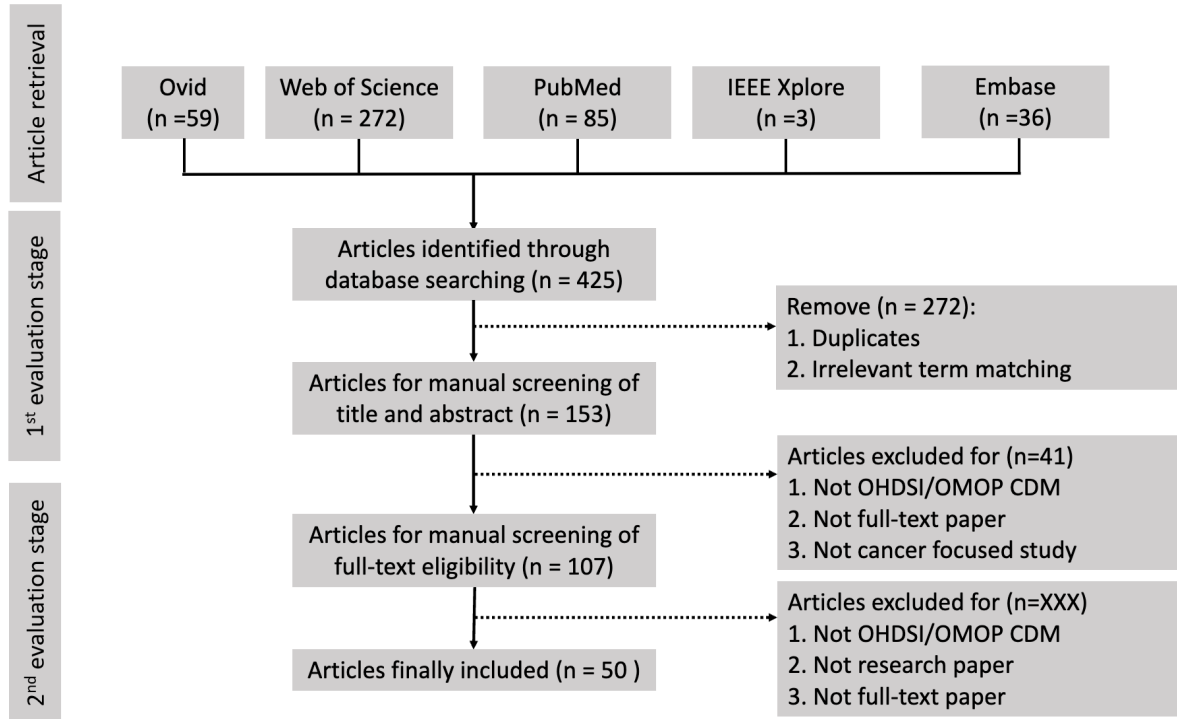 Article retrieval
Ovid
(n =59)
Web of Science
(n = 272)
PubMed
(n = 85)
IEEE Xplore
(n =3)
Embase
(n =36)
1st evaluation stage
Articles identified through
database searching (n = 425)
Remove (n = 272):
1. Duplicates
2. Irrelevant term matching
Articles for manual screening of
title and abstract (n = 153)
Articles excluded for (n=41)
1. Not OHDSI/OMOP CDM
2. Not full-text paper
3. Not cancer focused study
2nd evaluation stage
Articles for manual screening of
full-text eligibility (n = 107)
Articles excluded for (n=XXX)
1. Not OHDSI/OMOP CDM
2. Not research paper
3. Not full-text paper
Articles finally included (n = 50 )